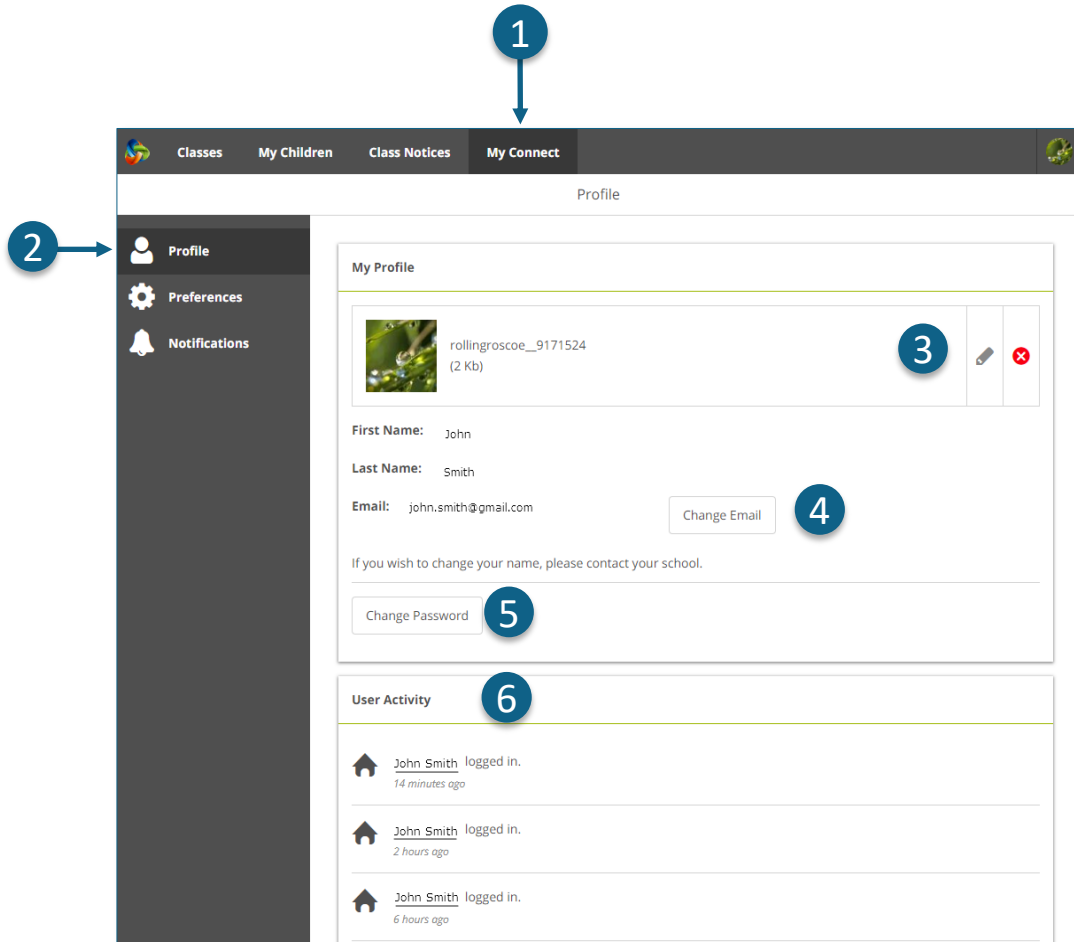 1
Classes My Children Class Notices My Connect
Profile
2
Profile
Preferences
Notifications
My Profile
rollingroscoe__9171524
(2 Kb)
3
First Name: John
Last Name: Smith
Email: john.smith@gmail.com
Change Email
4
If you wish to change your name, please contact your school.
Change Password
5
User Activity
6
John Smith logged in.
14 minutes ago
John Smith logged in.
2 hours ago
John Smith logged in.
6 hours ago